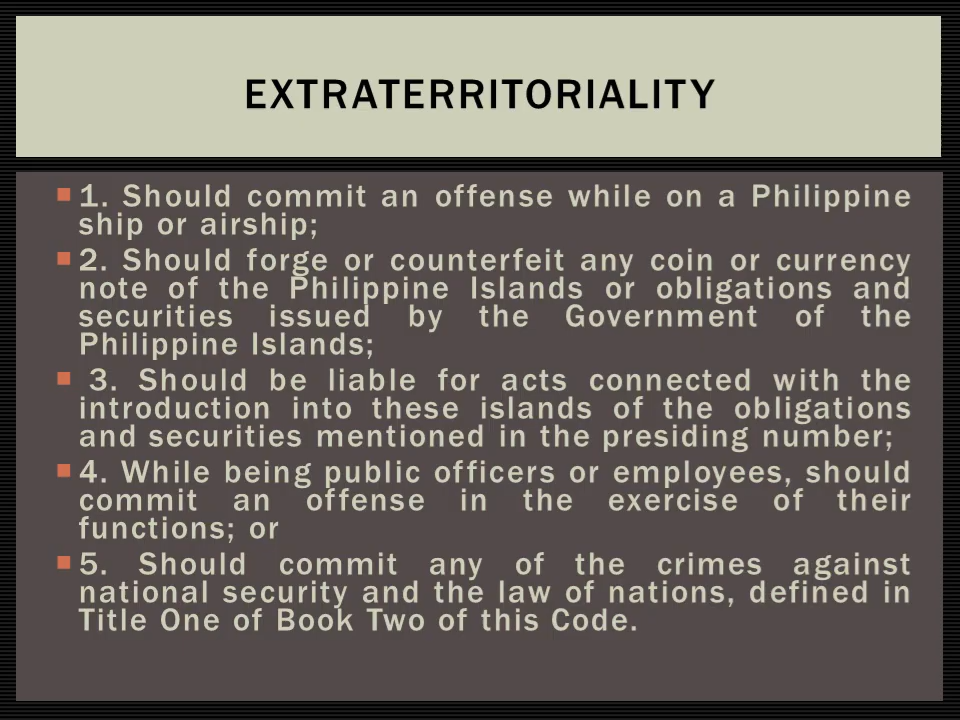 EXTRATERRITORIALITY
1. Should commit an offense while on a Philippine
ship or airship;
2. Should forge or counterfeit any coin or currency
note of the Philippine Islands or obligations and
securities issued by the Government of the
Philippine Islands;
3. Should be liable for acts connected with the
introduction into these islands of the obligations
and securities mentioned in the presiding number;
4. While being public officers or employees, should
commit an offense in the exercise of their
functions; or
5. Should commit any of the crimes against
national security and the law of nations, defined in
Title One of Book Two of this Code.